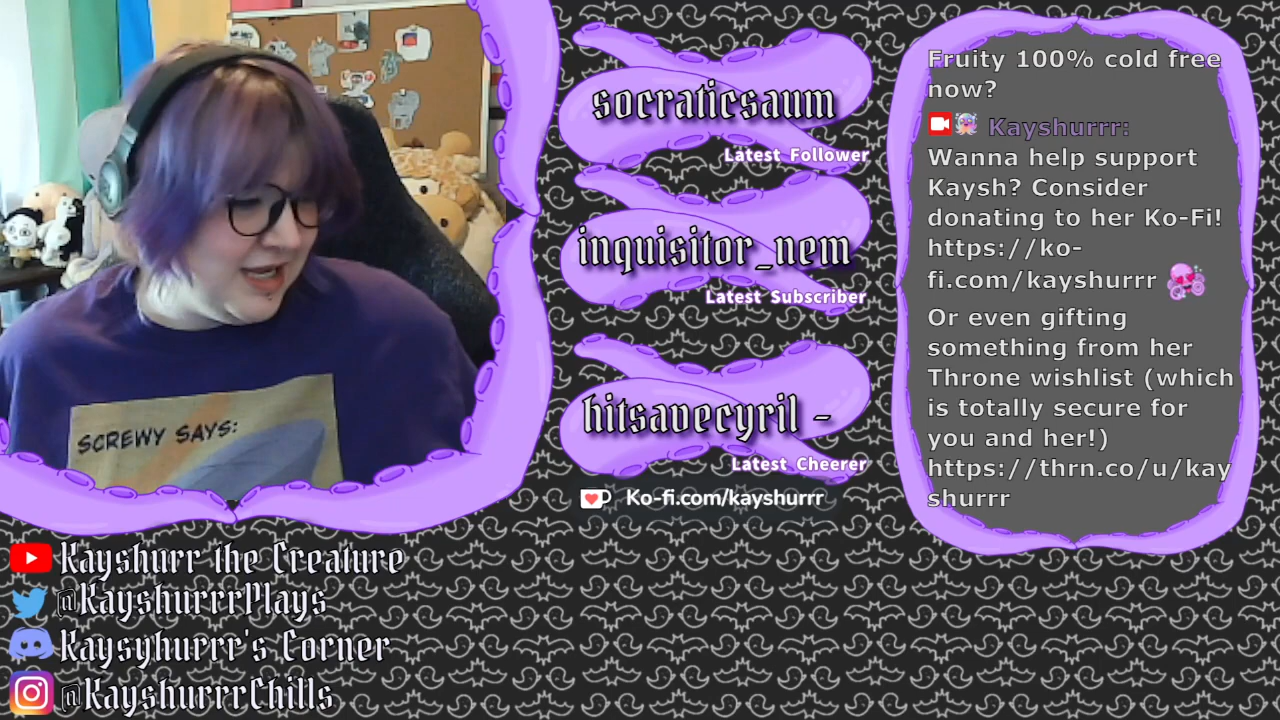 SCREWY SAYS:
socraticsaum
Latest Follower
inquisitor_nem
Latest Subscriber
hitsavecyril -
Latest Cheerer
Ko-fi.com/kayshurrr
Fruity 100% cold free
now?
Kayshurrr:
Wanna help support
Kaysh? Consider
donating to her Ko-Fi!
https://ko-
fi.com/kayshurrr
Or even gifting
something from her
Throne wishlist (which
is totally secure for
you and her!)
https://thrn.co/u/kay
shurrr
Kayshurr the Creature
@KayshurrrPlays
Kaysyhurrr's Corner
@KayshurrrChills